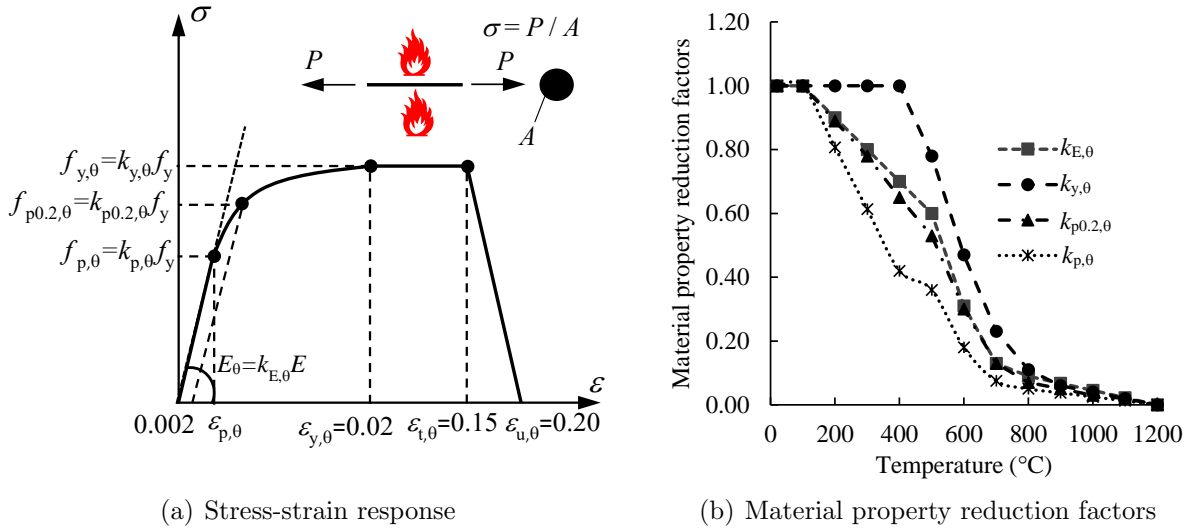 σ
σ = P / A
P
P
A
f_y,θ=k_y,θ f_y
f_p0.2,θ=k_p0.2,θ f_y
f_p,θ=k_p,θ f_y
E_θ=k_E,θ E
ε
0.002
ε_p,θ
ε_y,θ=0.02
ε_t,θ=0.15
ε_u,θ=0.20
(a) Stress-strain response
Material property reduction factors
1.20
1.00
0.80
0.60
0.40
0.20
0.00
k_E,θ
k_y,θ
k_p0.2,θ
k_p,θ
0 200 400 600 800 1000 1200
Temperature (°C)
(b) Material property reduction factors